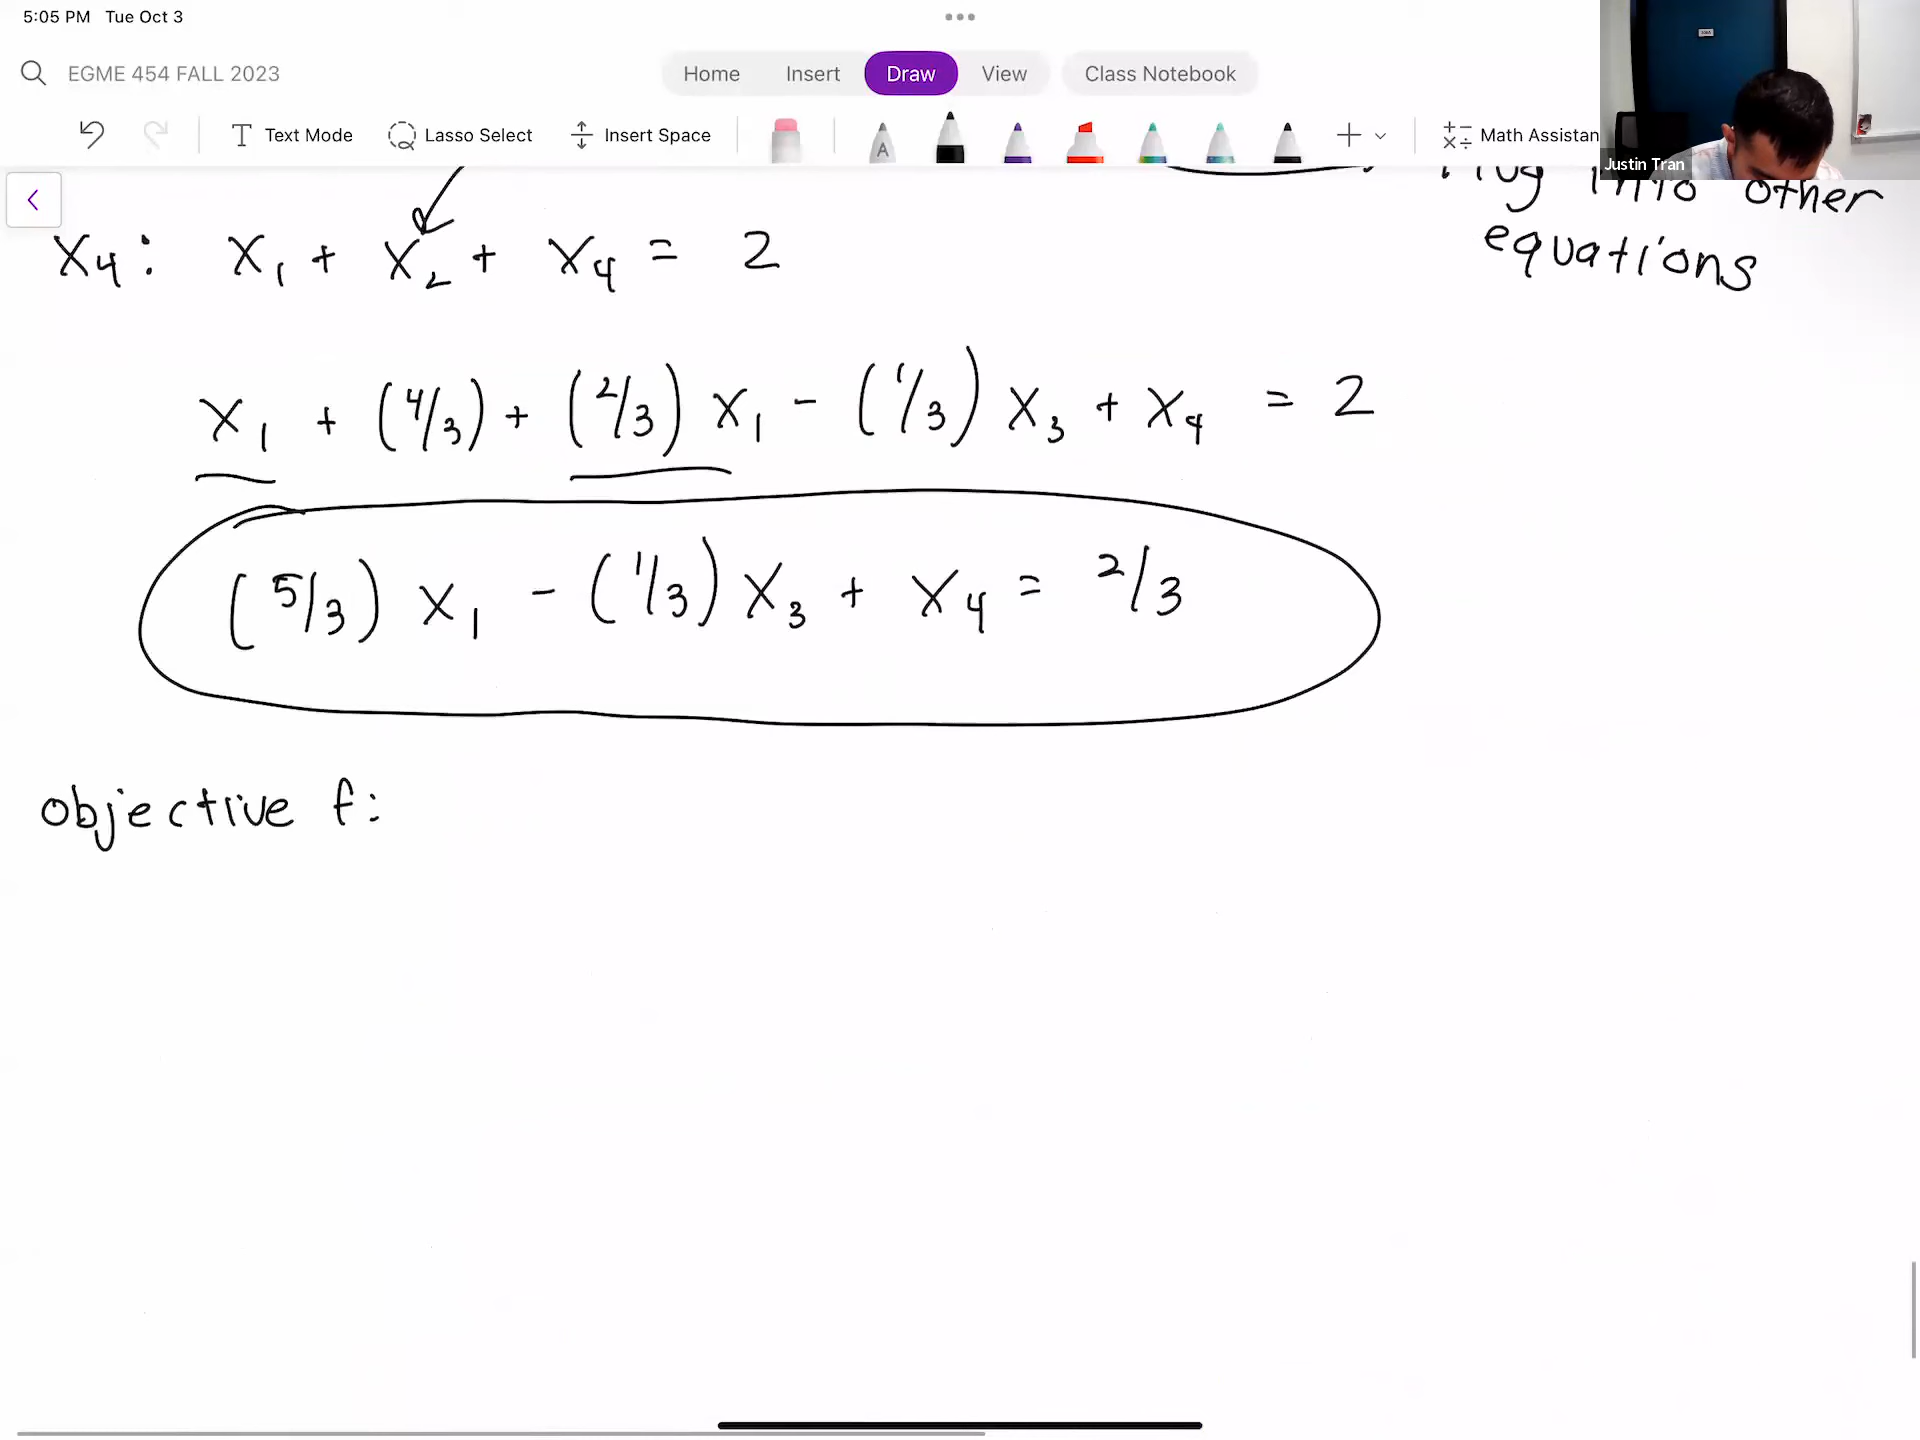 5:05 PM Tue Oct 3
EGME 454 FALL 2023
Home Insert Draw View Class Notebook
Text Mode Lasso Select Insert Space A Math Assistan
Justin Tran
into other
equations
X₄: X₁ + X₂ + X₄ = 2
X₁ + (4/3) + (2/3) X₁ - (1/3) X₃ + X₄ = 2
(5/3) X₁ - (1/3) X₃ + X₄ = 2/3
objective f: